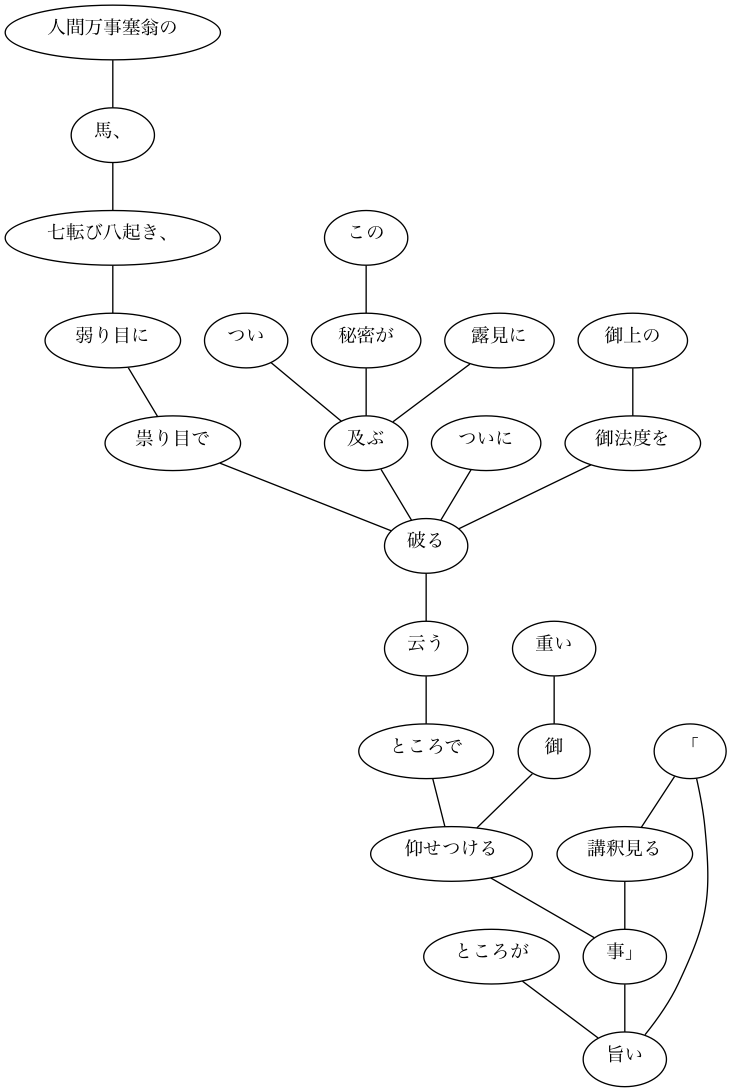 人間万事塞翁の
馬、
七転び八起き、
この
弱り目に
つい
秘密が
露見に
御上の
祟り目で
及ぶ
ついに
御法度を
破る
云う
重い
ところで
御
「
仰せつける
講釈見る
ところが
事」
旨い